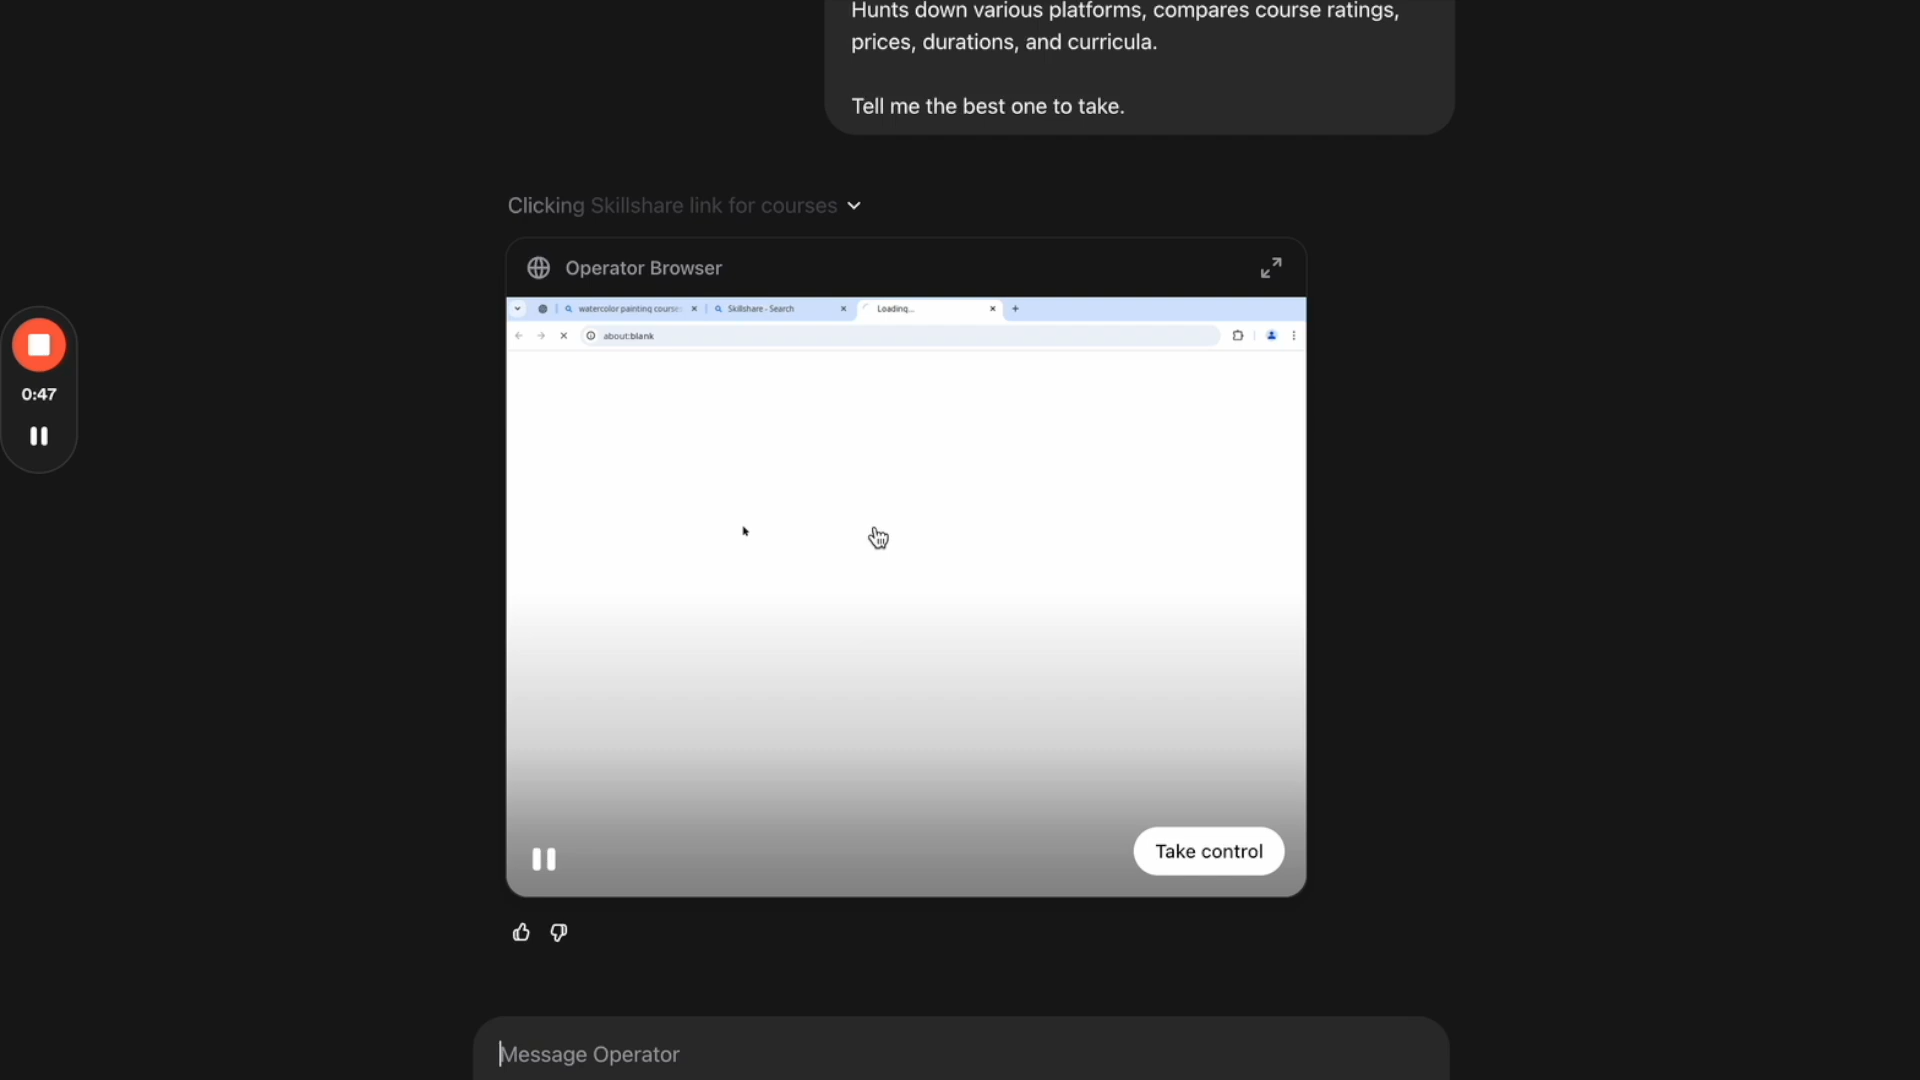 Hunts down various platforms, compares course ratings,
prices, durations, and curricula.
Tell me the best one to take.
Clicking Skillshare link for courses
Operator Browser
watercolor painting courses
Skillshare - Search
Loading...
about:blank
0:47
Take control
Message Operator